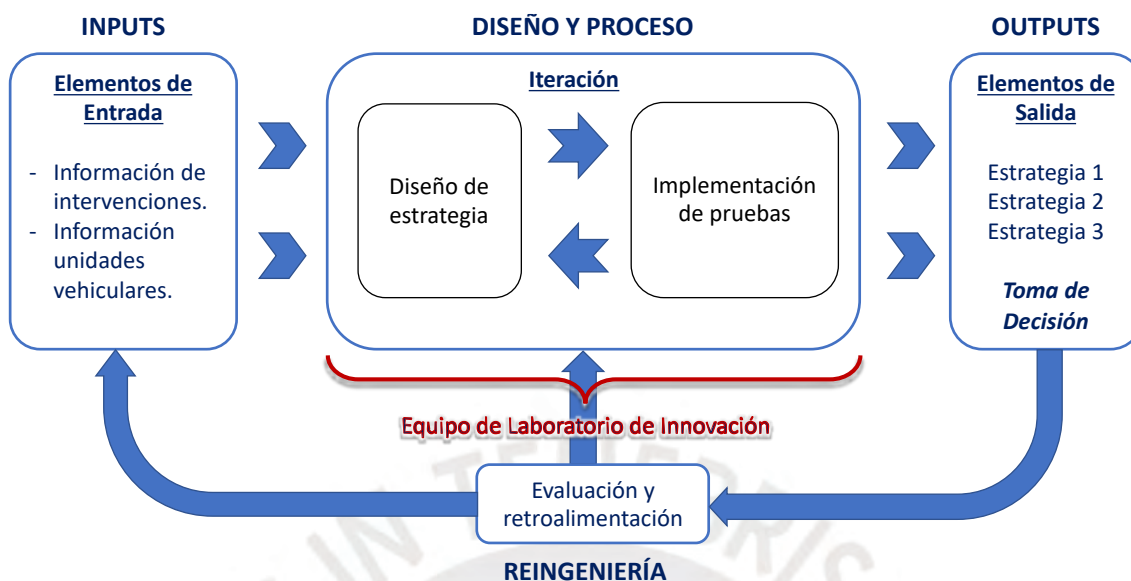 INPUTS
DISEÑO Y PROCESO
OUTPUTS
Elementos de
Entrada
- Información de
intervenciones.
- Información
unidades
vehiculares.
Iteración
Diseño de
estrategia
Implementación
de pruebas
Elementos de
Salida
Estrategia 1
Estrategia 2
Estrategia 3
Toma de
Decisión
Equipo de Laboratorio de Innovación
Evaluación y
retroalimentación
REINGENIERÍA
IN TENEBRIS